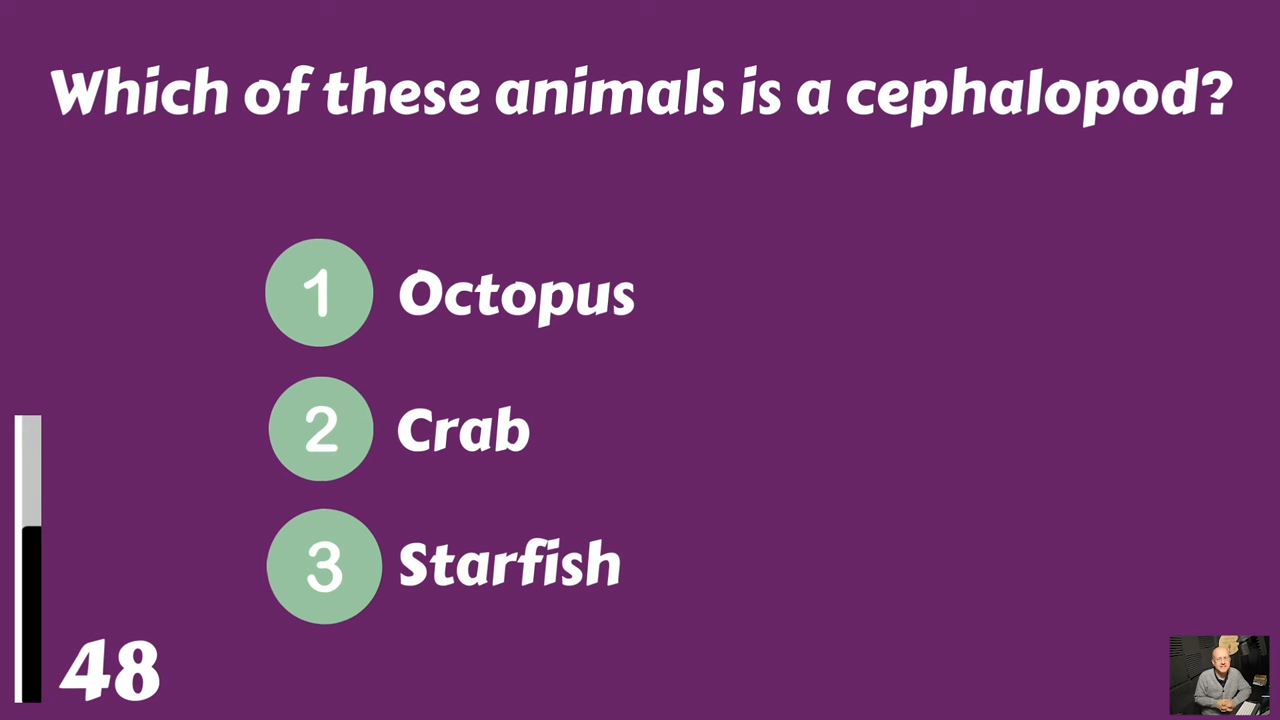 Which of these animals is a cephalopod?
1 Octopus
2 Crab
3 Starfish
48